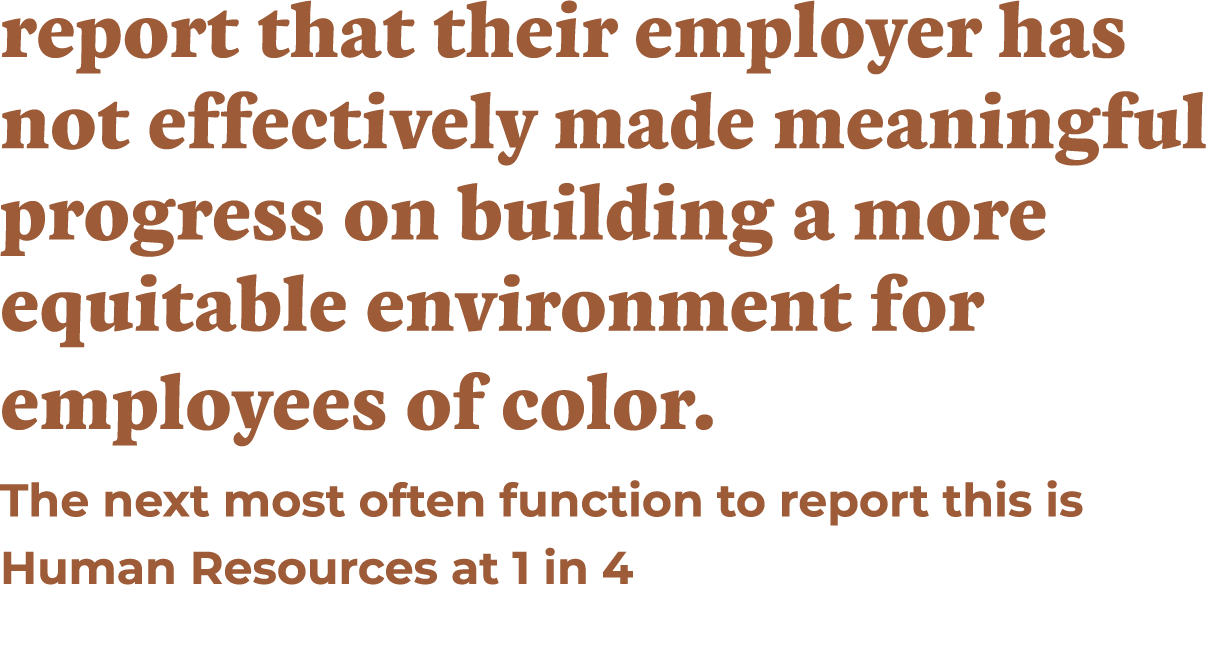 report that their employer has
not effectively made meaningful
progress on building a more
equitable environment for
employees of color.
The next most often function to report this is
Human Resources at 1 in 4